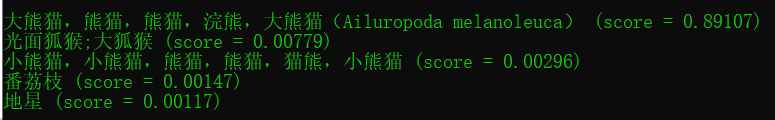 大熊猫，熊猫，熊猫，浣熊，大熊猫（Ailuropoda melanoleuca） (score = 0.89107)
光面狐猴;大狐猴 (score = 0.00779)
小熊猫，小熊猫，熊猫，熊猫，猫熊，小熊猫 (score = 0.00296)
番荔枝 (score = 0.00147)
地星 (score = 0.00117)